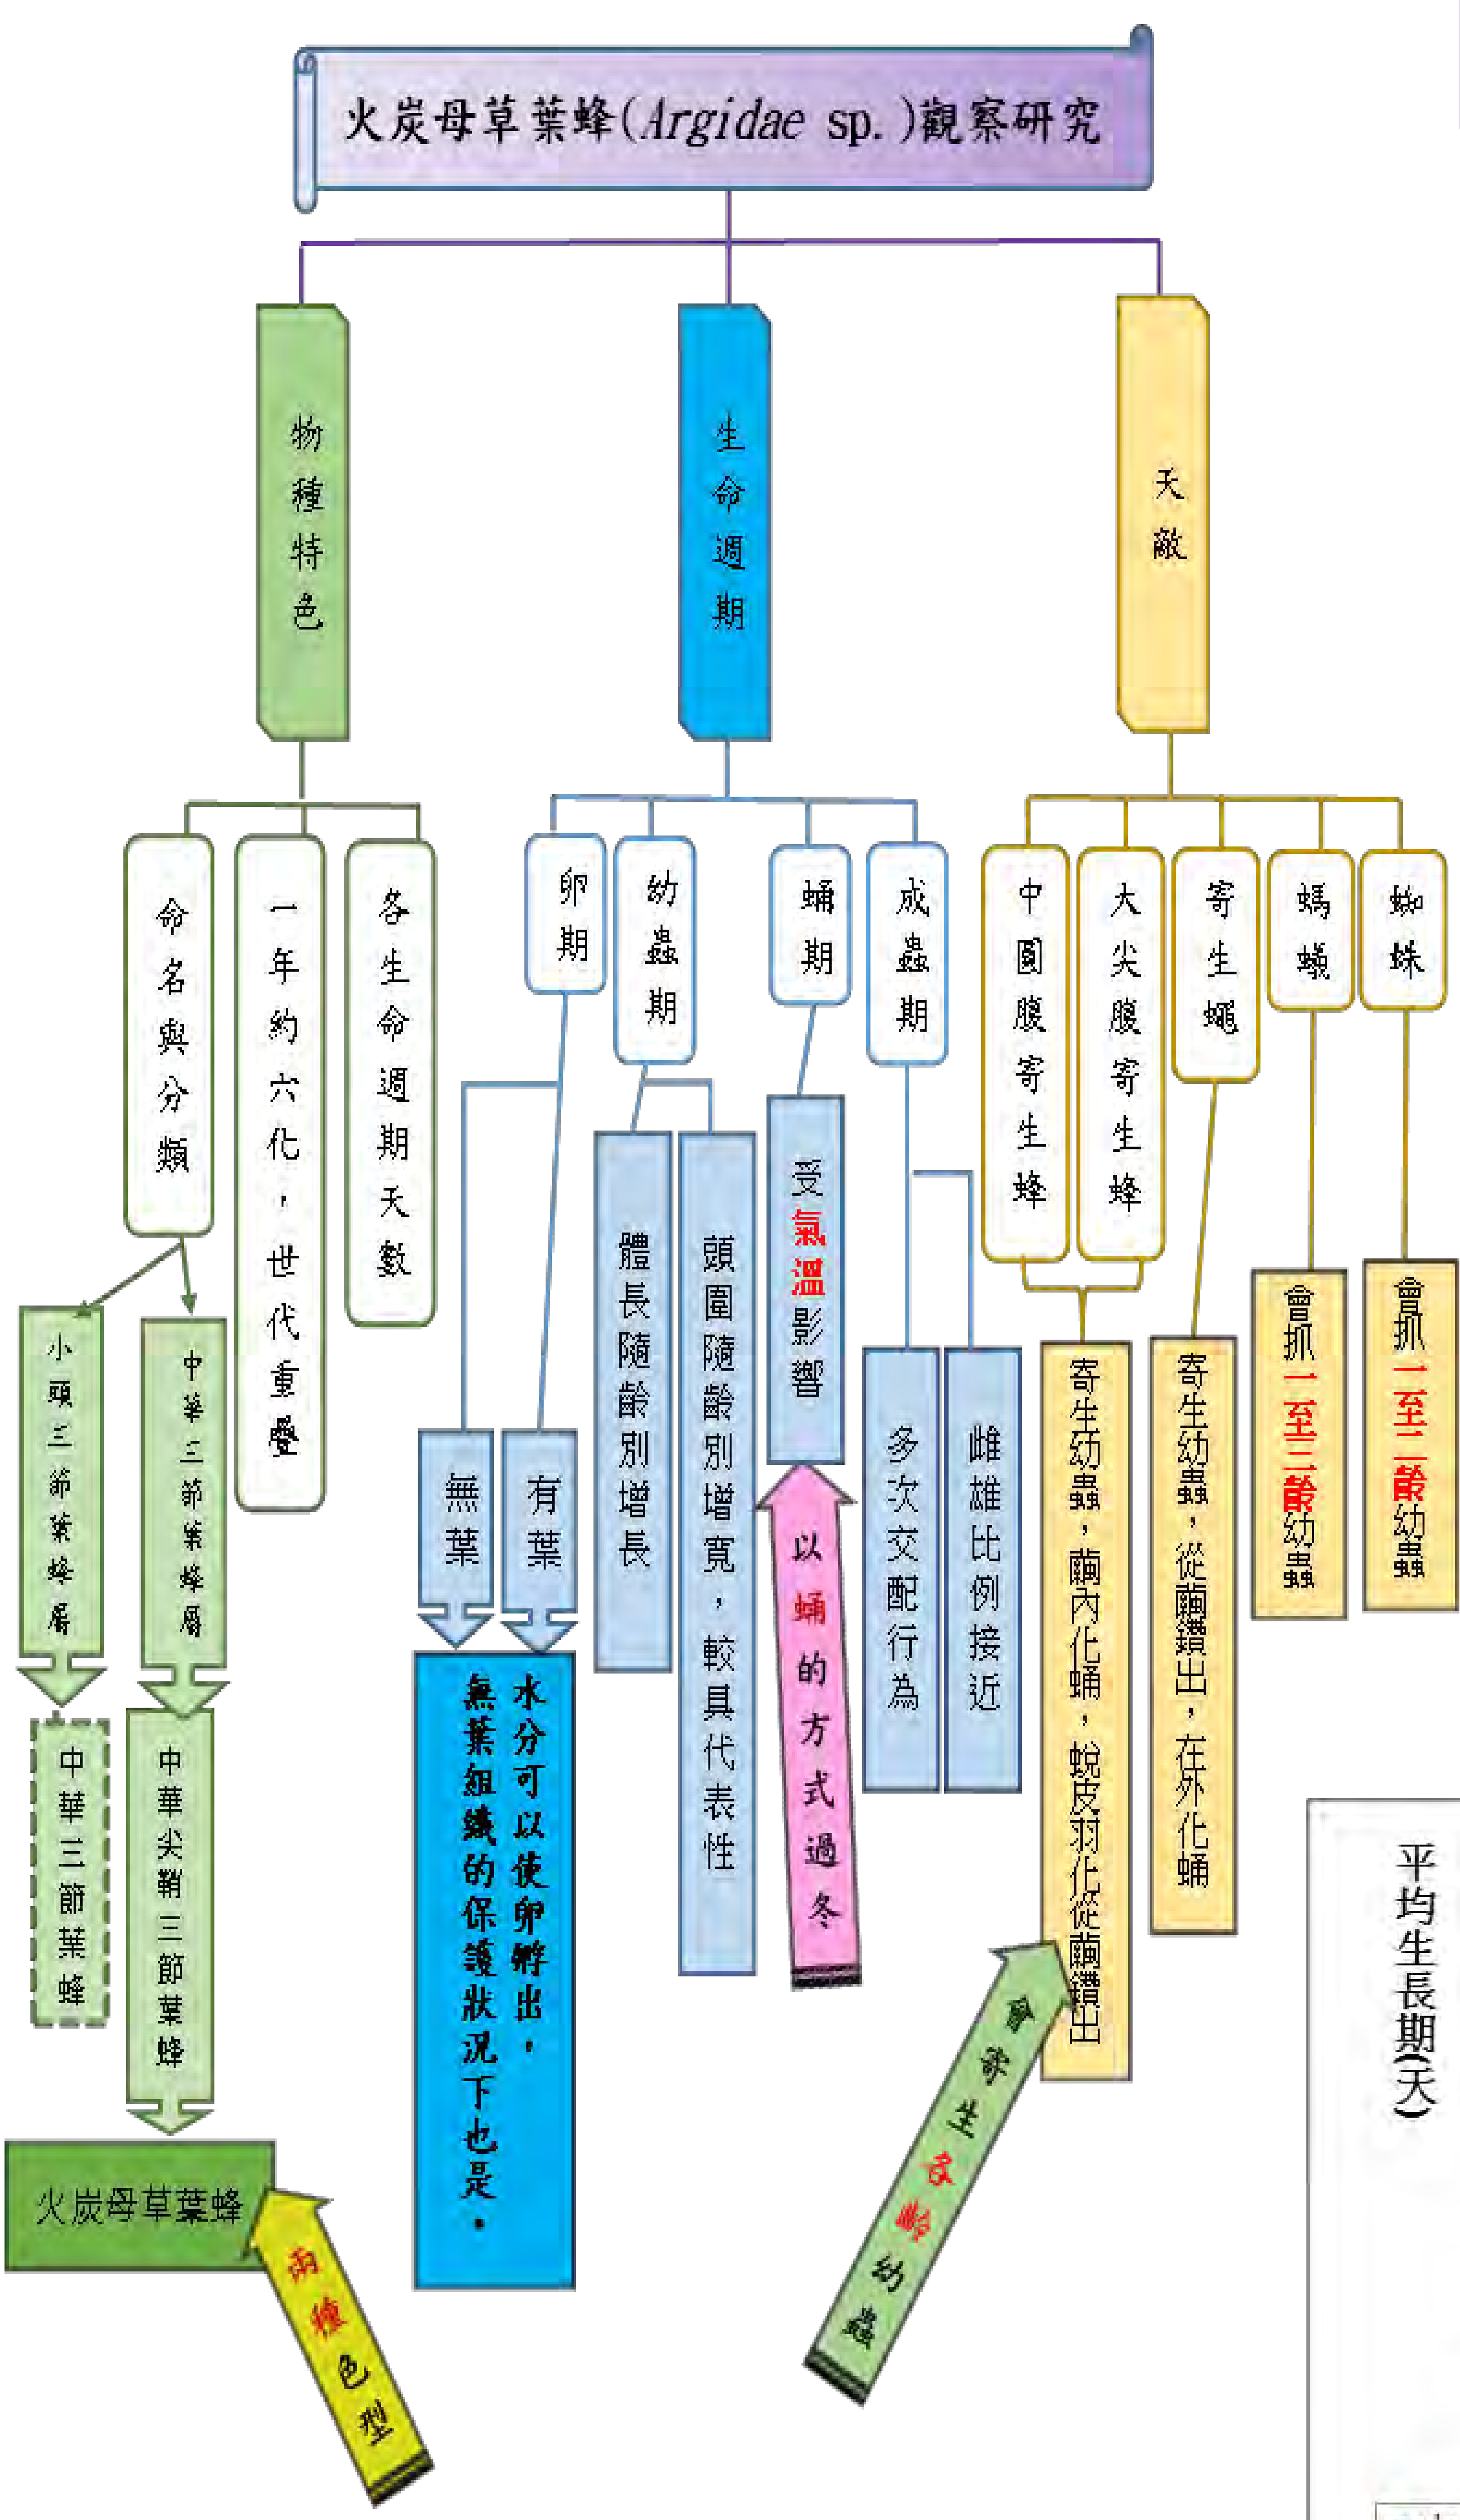 火炭母草葉蜂(Argidae sp.)觀察研究
物種特色
生命週期
天敵
命名與分類
一年約六化，世代重疊
各生命週期天數
卵期
幼蟲期
蛹期
成蟲期
中圓腹寄生蜂
大尖腹寄生蜂
寄生蠅
螞蟻
蜘蛛
小頭三節葉蜂屬
中華三節葉蜂屬
無葉
有葉
體長隨齡別增長
頭圍隨齡別增寬，較具代表性
受氣溫影響
以蛹的方式過冬
多次交配行為
雌雄比例接近
寄生幼蟲，繭內化蛹，蛻皮羽化從繭鑽出
寄生幼蟲，從繭鑽出，在外化蛹
會抓一至三齡幼蟲
會抓一至二齡幼蟲
中華三節葉蜂
中華尖鞘三節葉蜂
水分可以使卵孵出，
無葉組織的保護狀況下也是。
會寄生各齡幼蟲
火炭母草葉蜂
兩種色型
平均生長期(天)